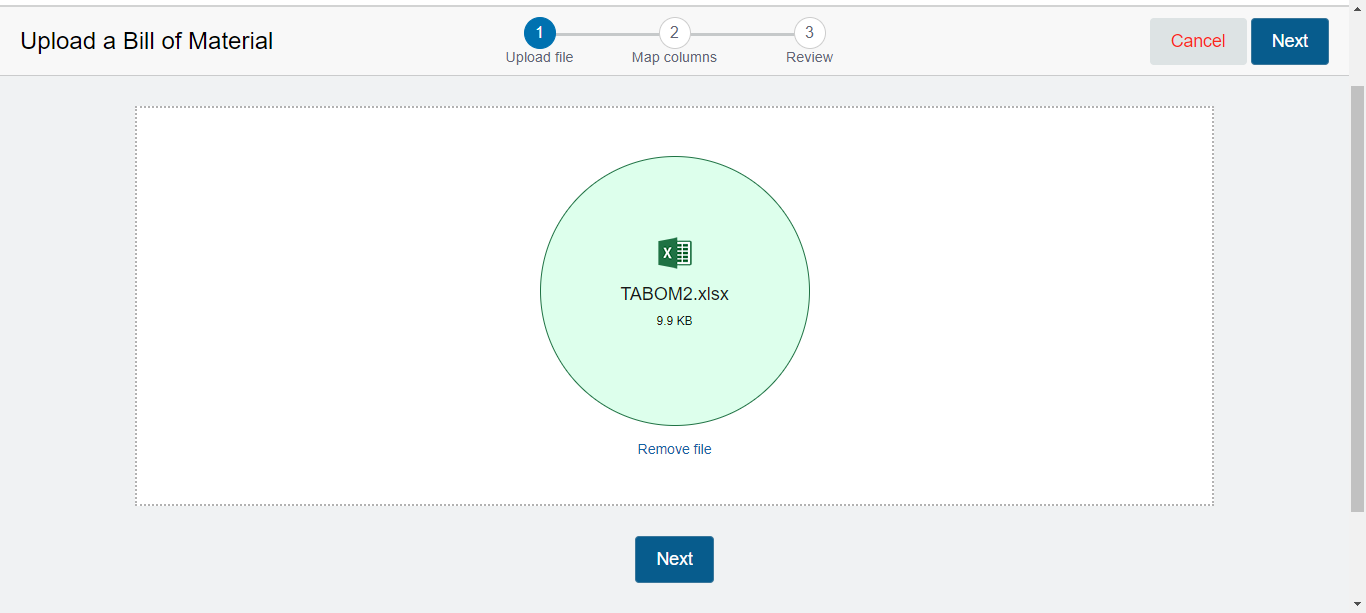 Upload a Bill of Material
1
2
3
Upload file
Map columns
Review
Cancel
Next
X
TABOM2.xlsx
9.9 KB
Remove file
Next